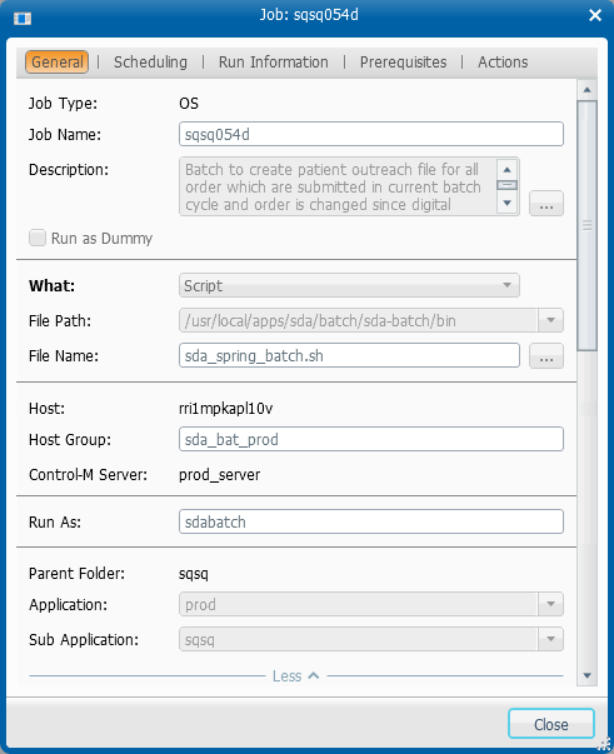 Job: sqsq054d
General | Scheduling | Run Information | Prerequisites | Actions
Job Type: OS
Job Name: sqsq054d
Description: Batch to create patient outreach file for all
order which are submitted in current batch
cycle and order is changed since digital
...
Run as Dummy
What: Script
File Path: /usr/local/apps/sda/batch/sda-batch/bin
File Name: sda_spring_batch.sh ...
Host: rri1mpkapl10v
Host Group: sda_bat_prod
Control-M Server: prod_server
Run As: sdabatch
Parent Folder: sqsq
Application: prod
Sub Application: sqsq
Less
Close